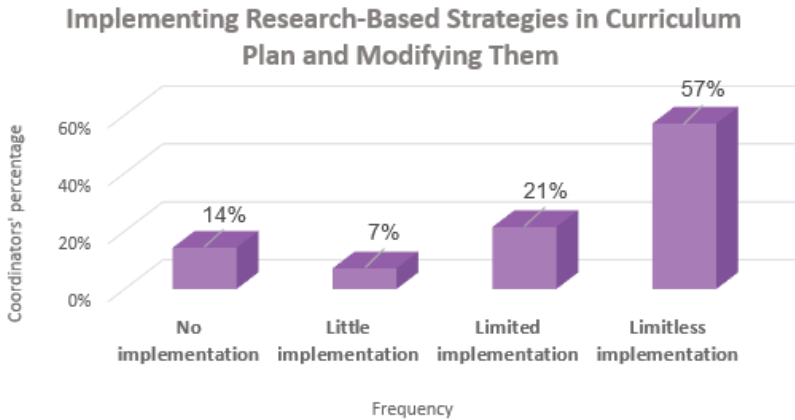 Implementing Research-Based Strategies in Curriculum
Plan and Modifying Them
Coordinators' percentage
60%
40%
20%
0%
14%
7%
21%
57%
No
implementation
Little
implementation
Limited
implementation
Limitless
implementation
Frequency